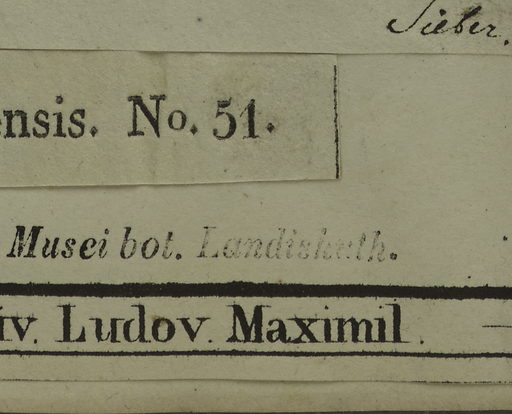 Sieber.
ensis. No. 51.
Musei bot. Landishuth.
iv. Ludov. Maximil.